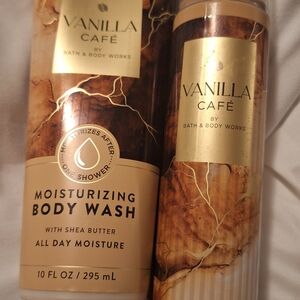 VANILLA
CAFÉ
BY
BATH & BODY WORKS
MOISTURIZES AFTER
ONE SHOWER
MOISTURIZING
BODY WASH
WITH SHEA BUTTER
ALL DAY MOISTURE
10 FL OZ / 295 mL
VANILLA
CAFÉ
BY
BATH & BODY WORKS